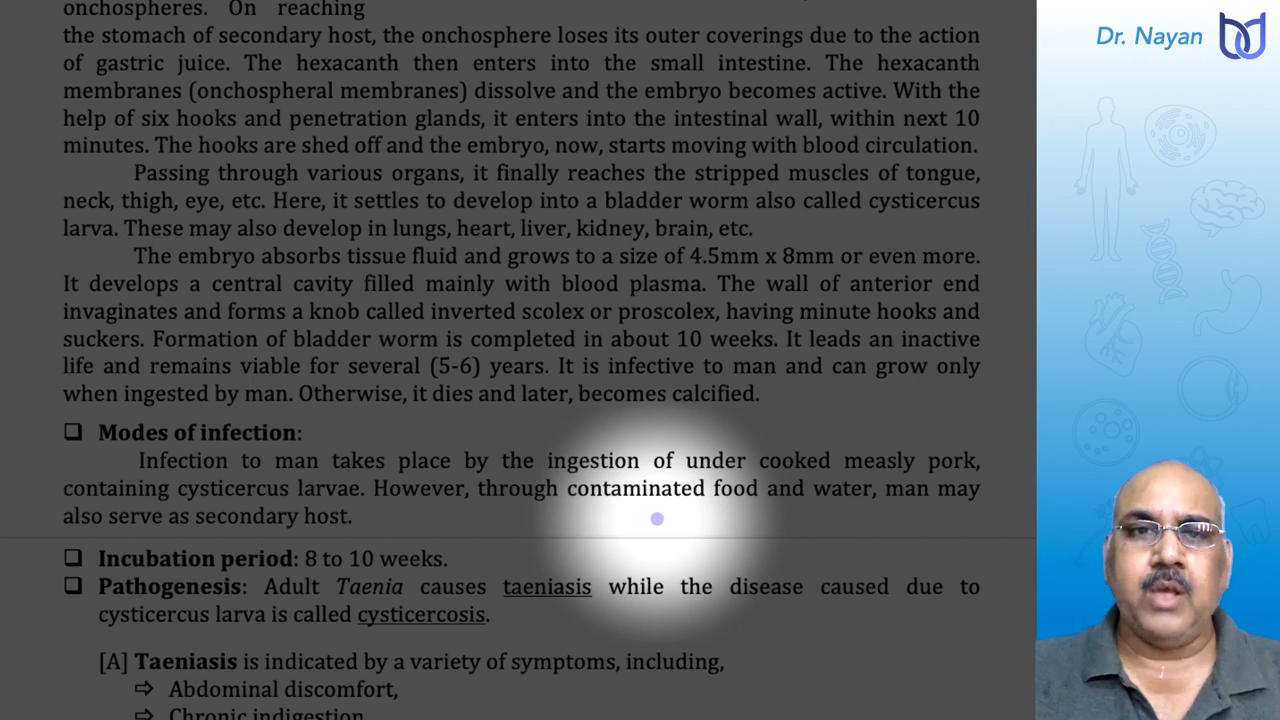 onchospheres. On reaching
the stomach of secondary host, the onchosphere loses its outer coverings due to the action
of gastric juice. The hexacanth then enters into the small intestine. The hexacanth
membranes (onchospheral membranes) dissolve and the embryo becomes active. With the
help of six hooks and penetration glands, it enters into the intestinal wall, within next 10
minutes. The hooks are shed off and the embryo, now, starts moving with blood circulation.
Passing through various organs, it finally reaches the stripped muscles of tongue,
neck, thigh, eye, etc. Here, it settles to develop into a bladder worm also called cysticercus
larva. These may also develop in lungs, heart, liver, kidney, brain, etc.
The embryo absorbs tissue fluid and grows to a size of 4.5mm x 8mm or even more.
It develops a central cavity filled mainly with blood plasma. The wall of anterior end
invaginates and forms a knob called inverted scolex or proscolex, having minute hooks and
suckers. Formation of bladder worm is completed in about 10 weeks. It leads an inactive
life and remains viable for several (5-6) years. It is infective to man and can grow only
when ingested by man. Otherwise, it dies and later, becomes calcified.
❑ Modes of infection:
Infection to man takes place by the ingestion of under cooked measly pork,
containing cysticercus larvae. However, through contaminated food and water, man may
also serve as secondary host.
❑ Incubation period: 8 to 10 weeks.
❑ Pathogenesis: Adult Taenia causes taeniasis while the disease caused due to
cysticercus larva is called cysticercosis.
[A] Taeniasis is indicated by a variety of symptoms, including,
⇨ Abdominal discomfort,
⇨ Chronic indigestion
Dr. Nayan